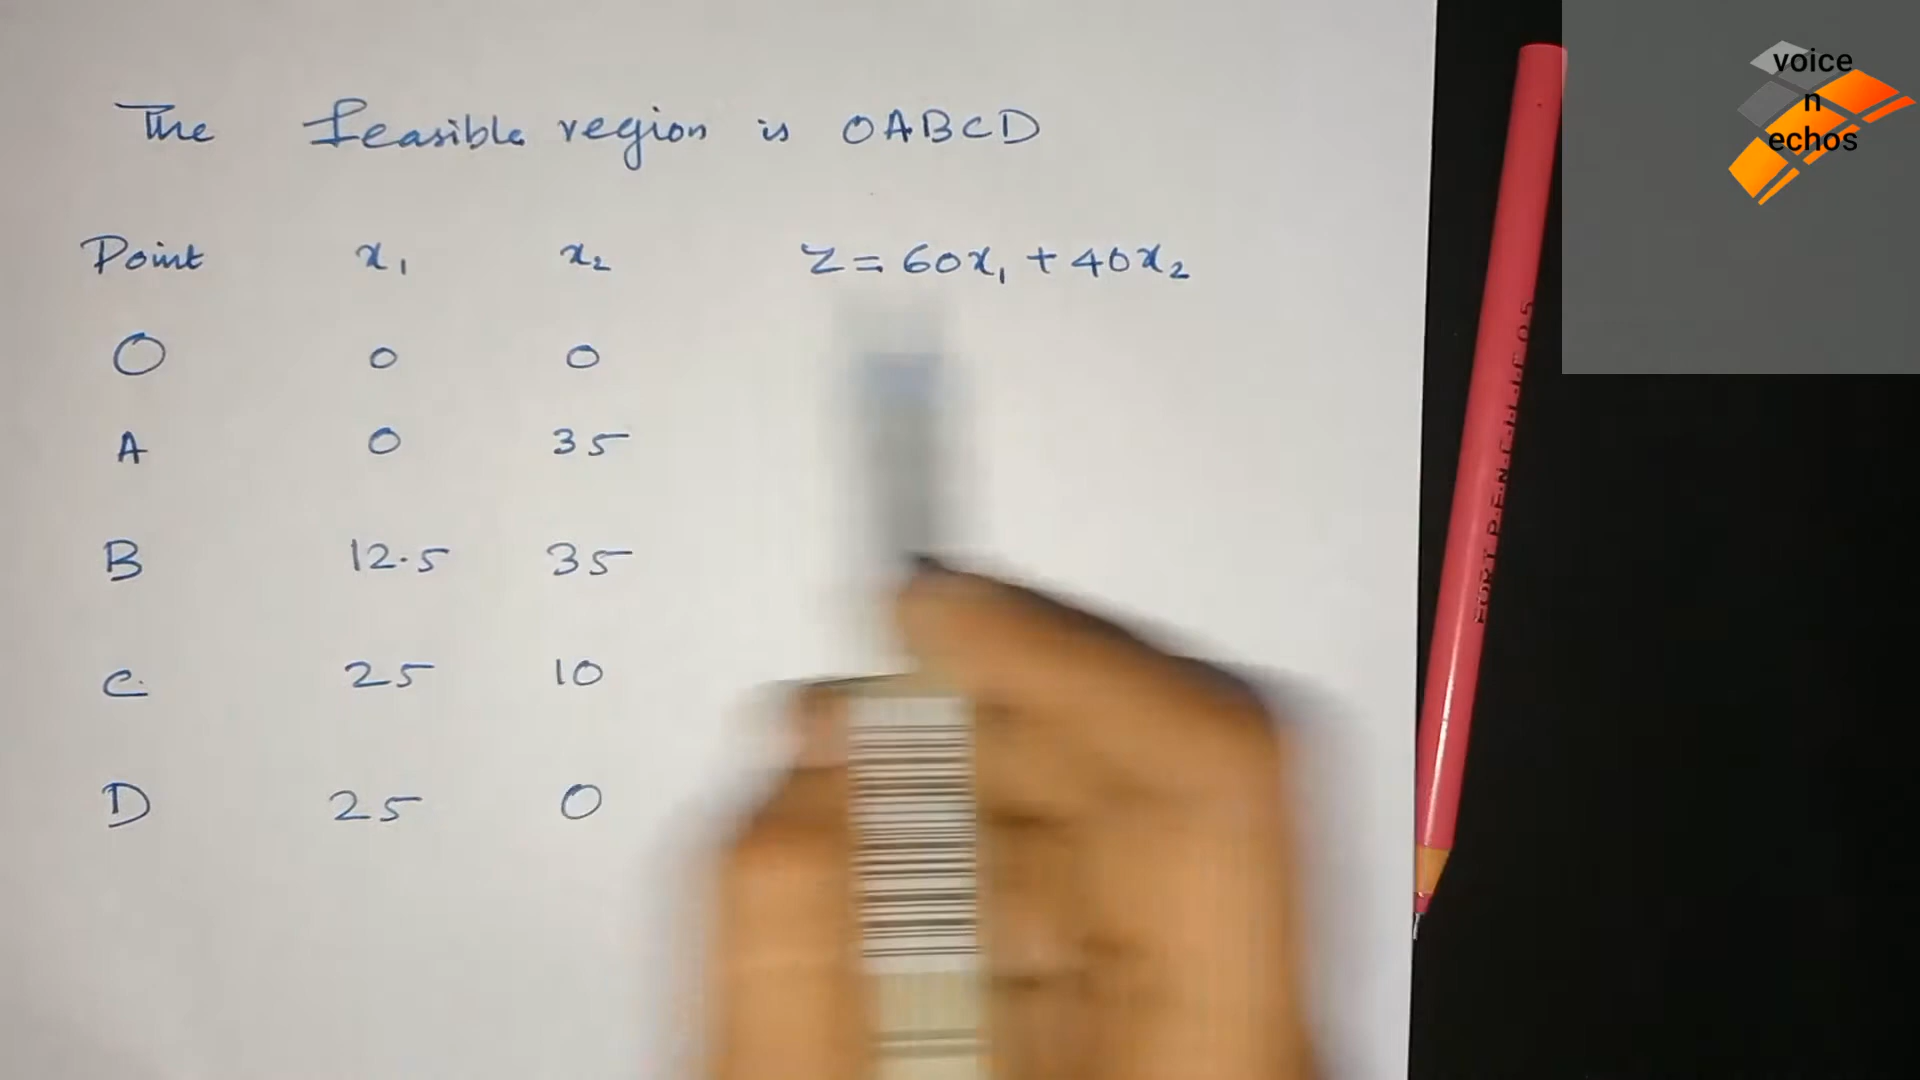 The feasible region is OABCD
Point x₁ x₂ Z = 60x₁ + 40x₂
O 0 0
A 0 35
B 12.5 35
C 25 10
D 25 0
voice
n
echos